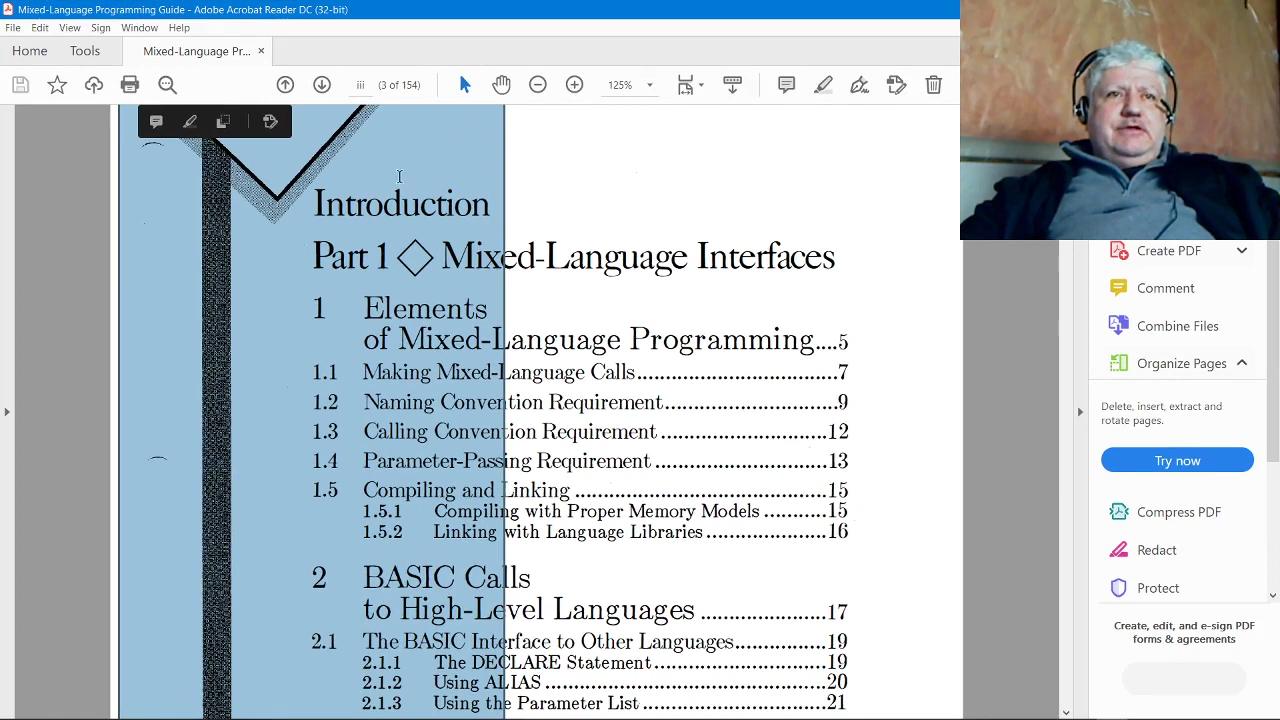 Mixed-Language Programming Guide - Adobe Acrobat Reader DC (32-bit)
File Edit View Sign Window Help
Home Tools Mixed-Language Pr... ×
iii (3 of 154) 125%
Introduction
Part 1 ◇ Mixed-Language Interfaces
1 Elements
of Mixed-Language Programming....5
1.1 Making Mixed-Language Calls..................................7
1.2 Naming Convention Requirement.............................9
1.3 Calling Convention Requirement ...........................12
1.4 Parameter-Passing Requirement ............................13
1.5 Compiling and Linking ..........................................15
1.5.1 Compiling with Proper Memory Models ...........15
1.5.2 Linking with Language Libraries .....................16
2 BASIC Calls
to High-Level Languages ....................17
2.1 The BASIC Interface to Other Languages................19
2.1.1 The DECLARE Statement..............................19
2.1.2 Using ALIAS ................................................20
2.1.3 Using the Parameter List ................................21
Create PDF
Comment
Combine Files
Organize Pages
Delete, insert, extract and
rotate pages.
Try now
Compress PDF
Redact
Protect
Create, edit, and e-sign PDF
forms & agreements